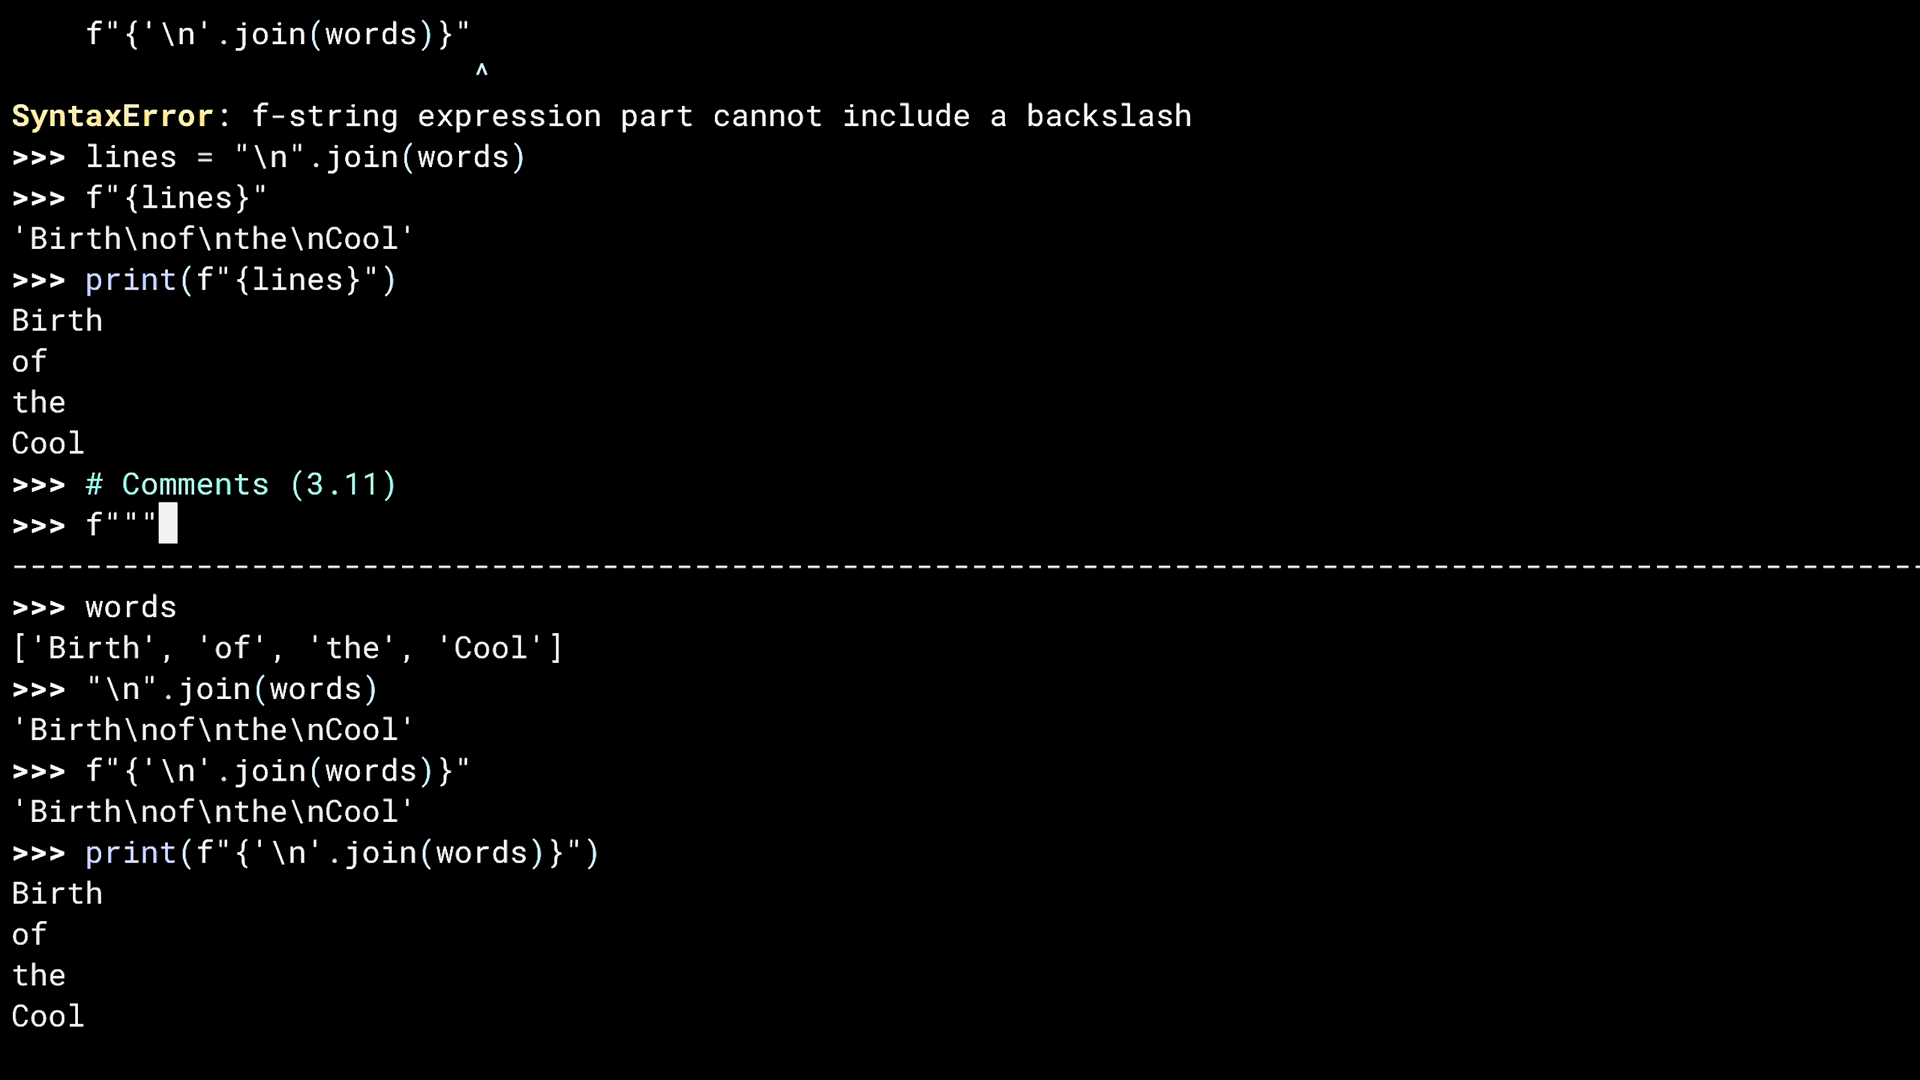 f"{'\n'.join(words)}"
^
SyntaxError: f-string expression part cannot include a backslash
>>> lines = "\n".join(words)
>>> f"{lines}"
'Birth\nof\nthe\nCool'
>>> print(f"{lines}")
Birth
of
the
Cool
>>> # Comments (3.11)
>>> f"""
--------------------------------------------------------------------------------------------------------
>>> words
['Birth', 'of', 'the', 'Cool']
>>> "\n".join(words)
'Birth\nof\nthe\nCool'
>>> f"{'\n'.join(words)}"
'Birth\nof\nthe\nCool'
>>> print(f"{'\n'.join(words)}")
Birth
of
the
Cool